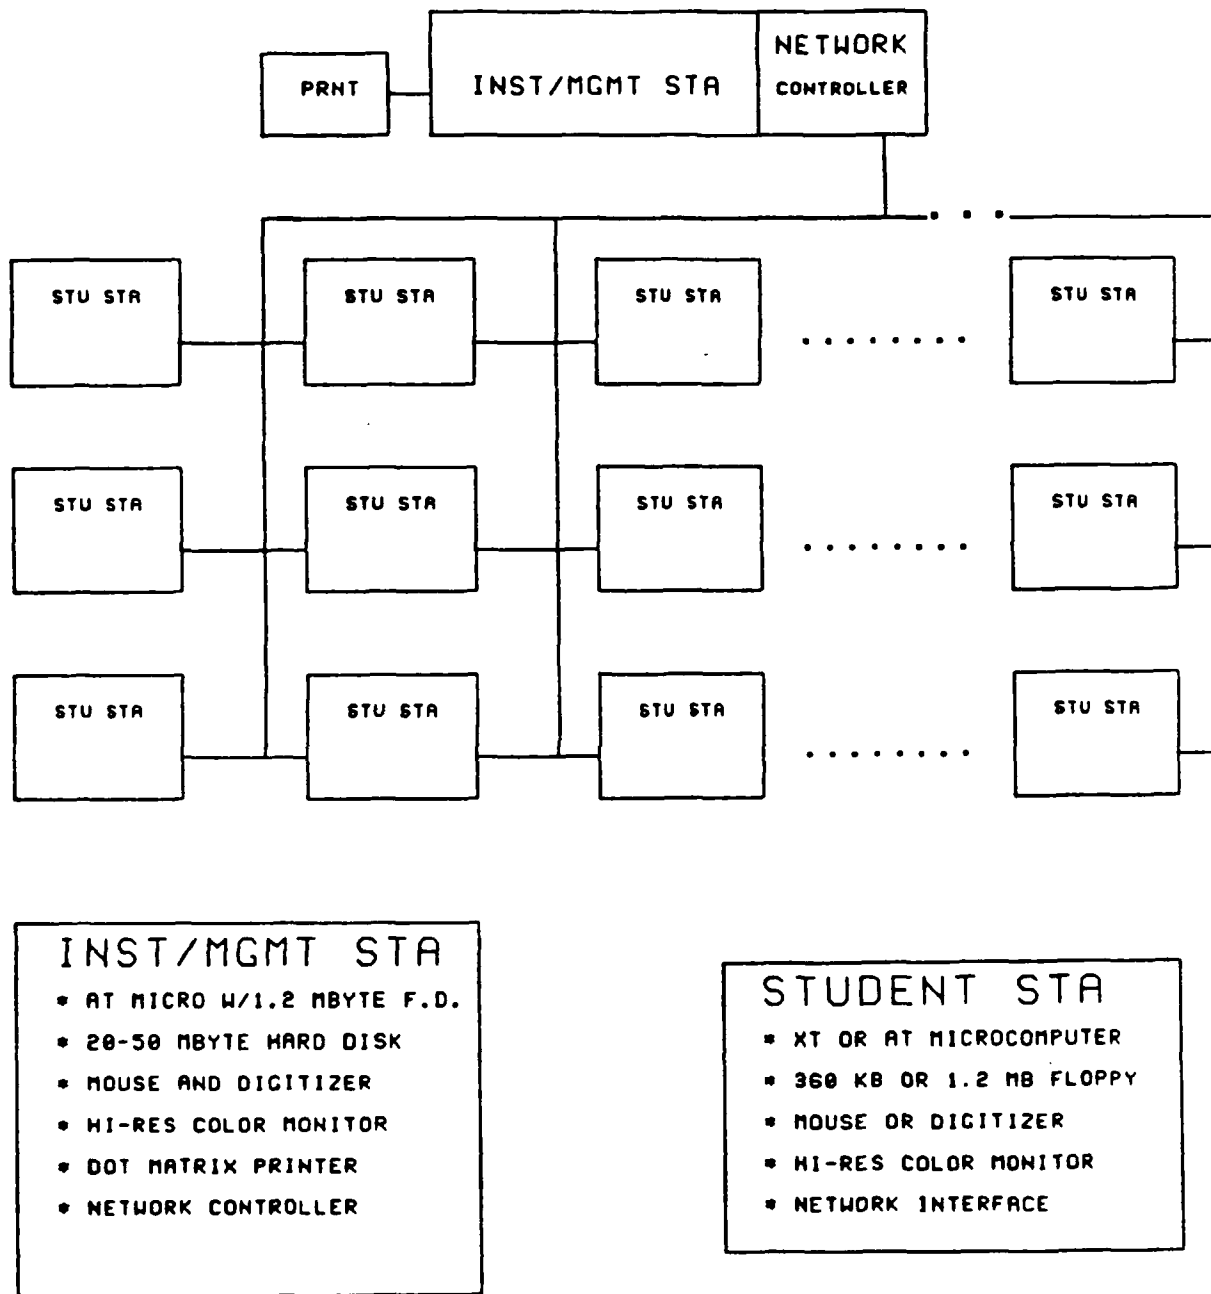 NETWORK
PRNT
INST/MGMT STA
CONTROLLER
STU STA
STU STA
STU STA
STU STA
STU STA
STU STA
STU STA
STU STA
STU STA
STU STA
STU STA
STU STA
INST/MGMT STA
* AT MICRO W/1.2 MBYTE F.D.
* 20-50 MBYTE HARD DISK
* MOUSE AND DIGITIZER
* HI-RES COLOR MONITOR
* DOT MATRIX PRINTER
* NETWORK CONTROLLER
STUDENT STA
* XT OR AT MICROCOMPUTER
* 360 KB OR 1.2 MB FLOPPY
* MOUSE OR DIGITIZER
* HI-RES COLOR MONITOR
* NETWORK INTERFACE